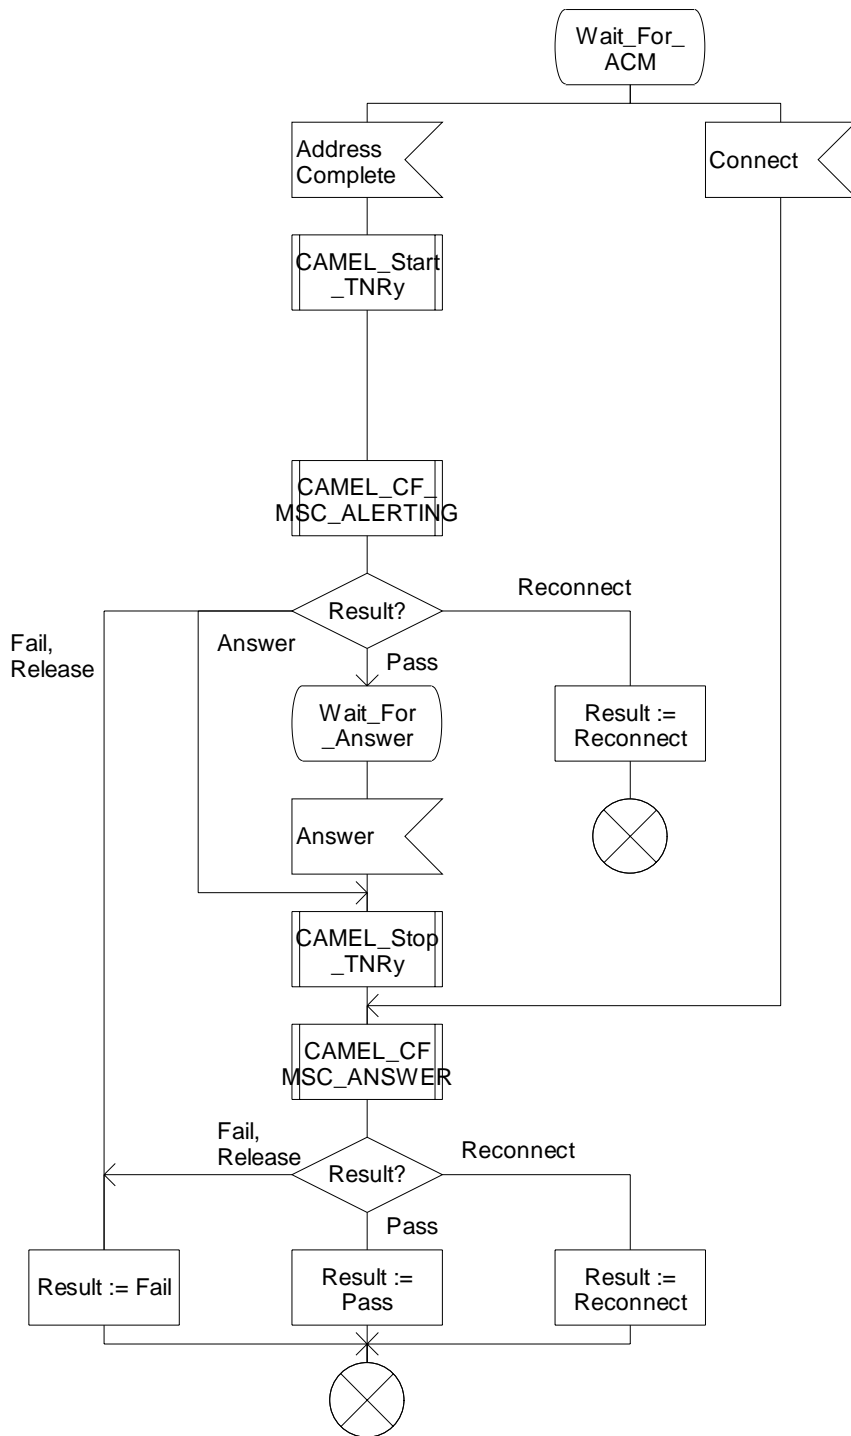 Wait_For_
ACM
Address
Complete
Connect
CAMEL_Start
_TNRy
CAMEL_CF_
MSC_ALERTING
Reconnect
Result?
Fail,
Release
Answer
Pass
Wait_For
_Answer
Result :=
Reconnect
Answer
CAMEL_Stop
_TNRy
CAMEL_CF
MSC_ANSWER
Fail,
Release
Reconnect
Result?
Pass
Result := Fail
Result :=
Pass
Result :=
Reconnect